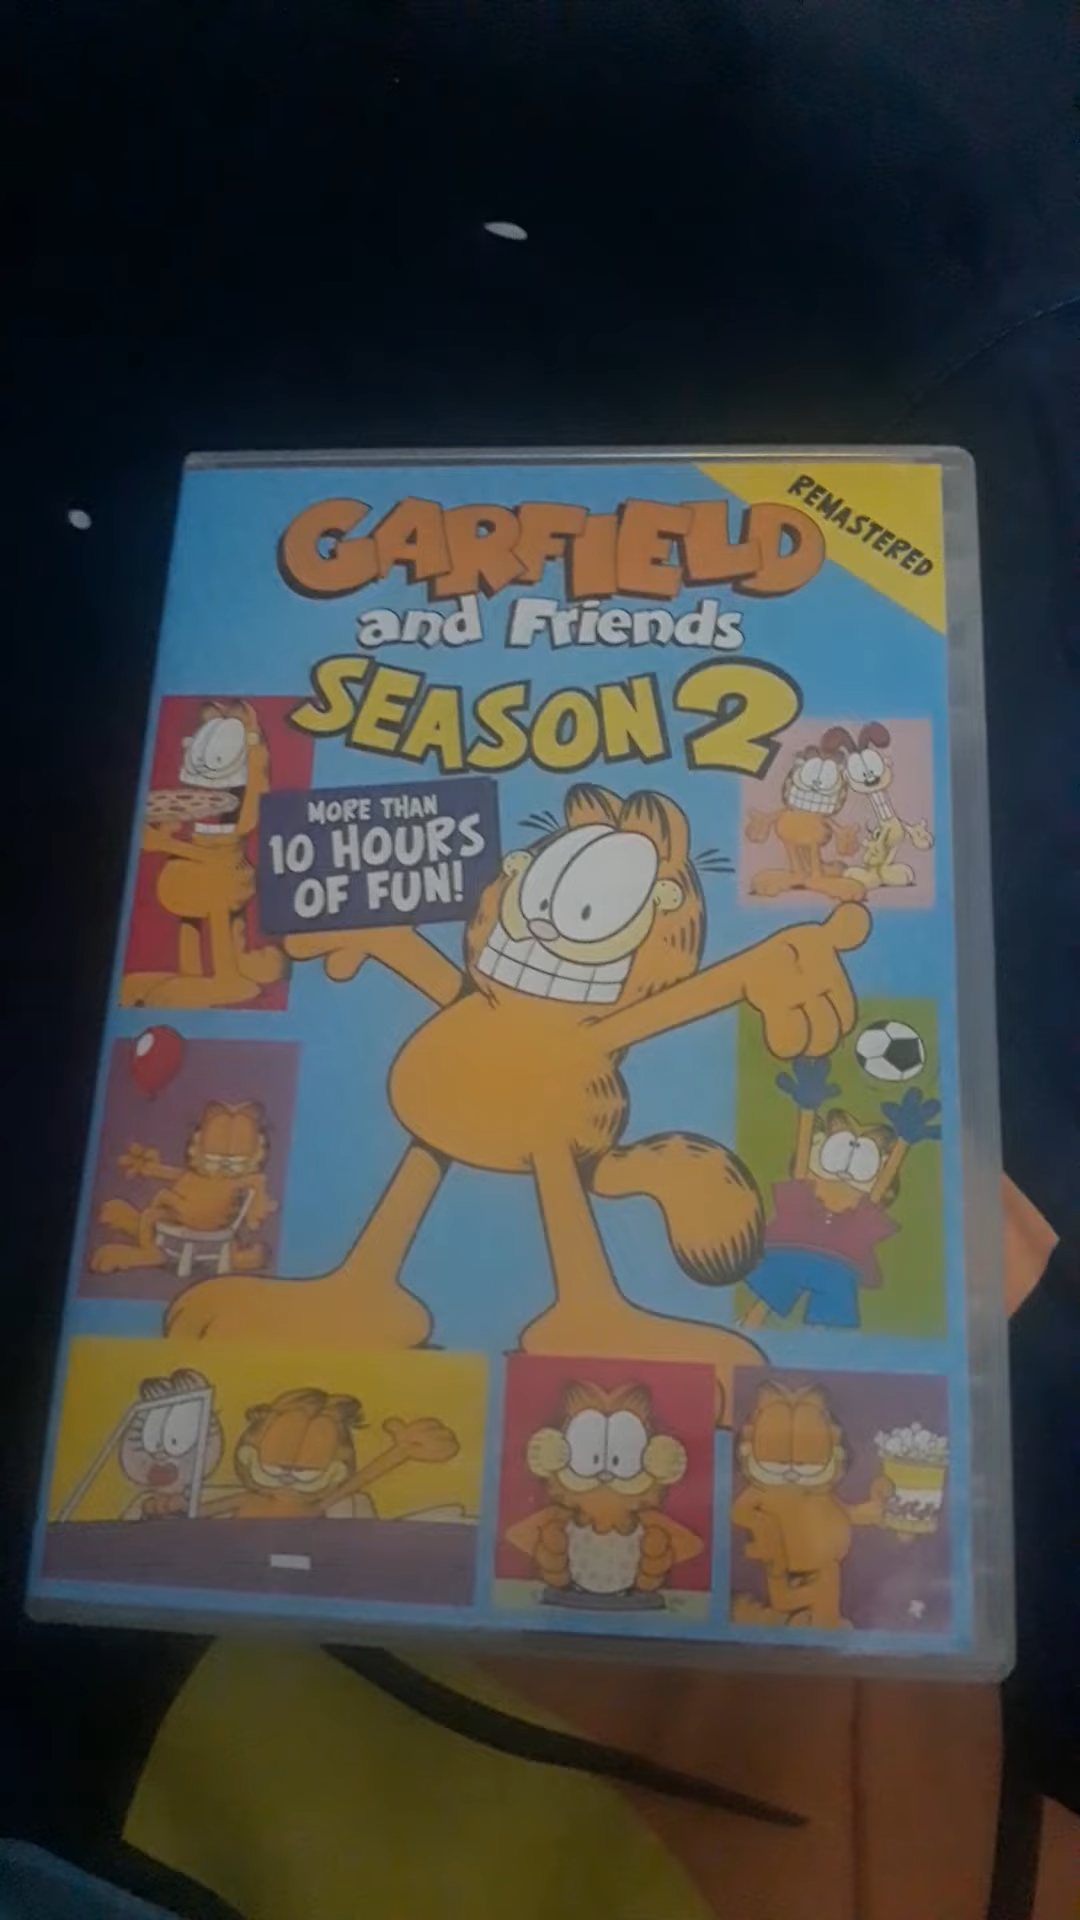 REMASTERED
GARFIELD
and Friends
SEASON 2
MORE THAN
10 HOURS
OF FUN!